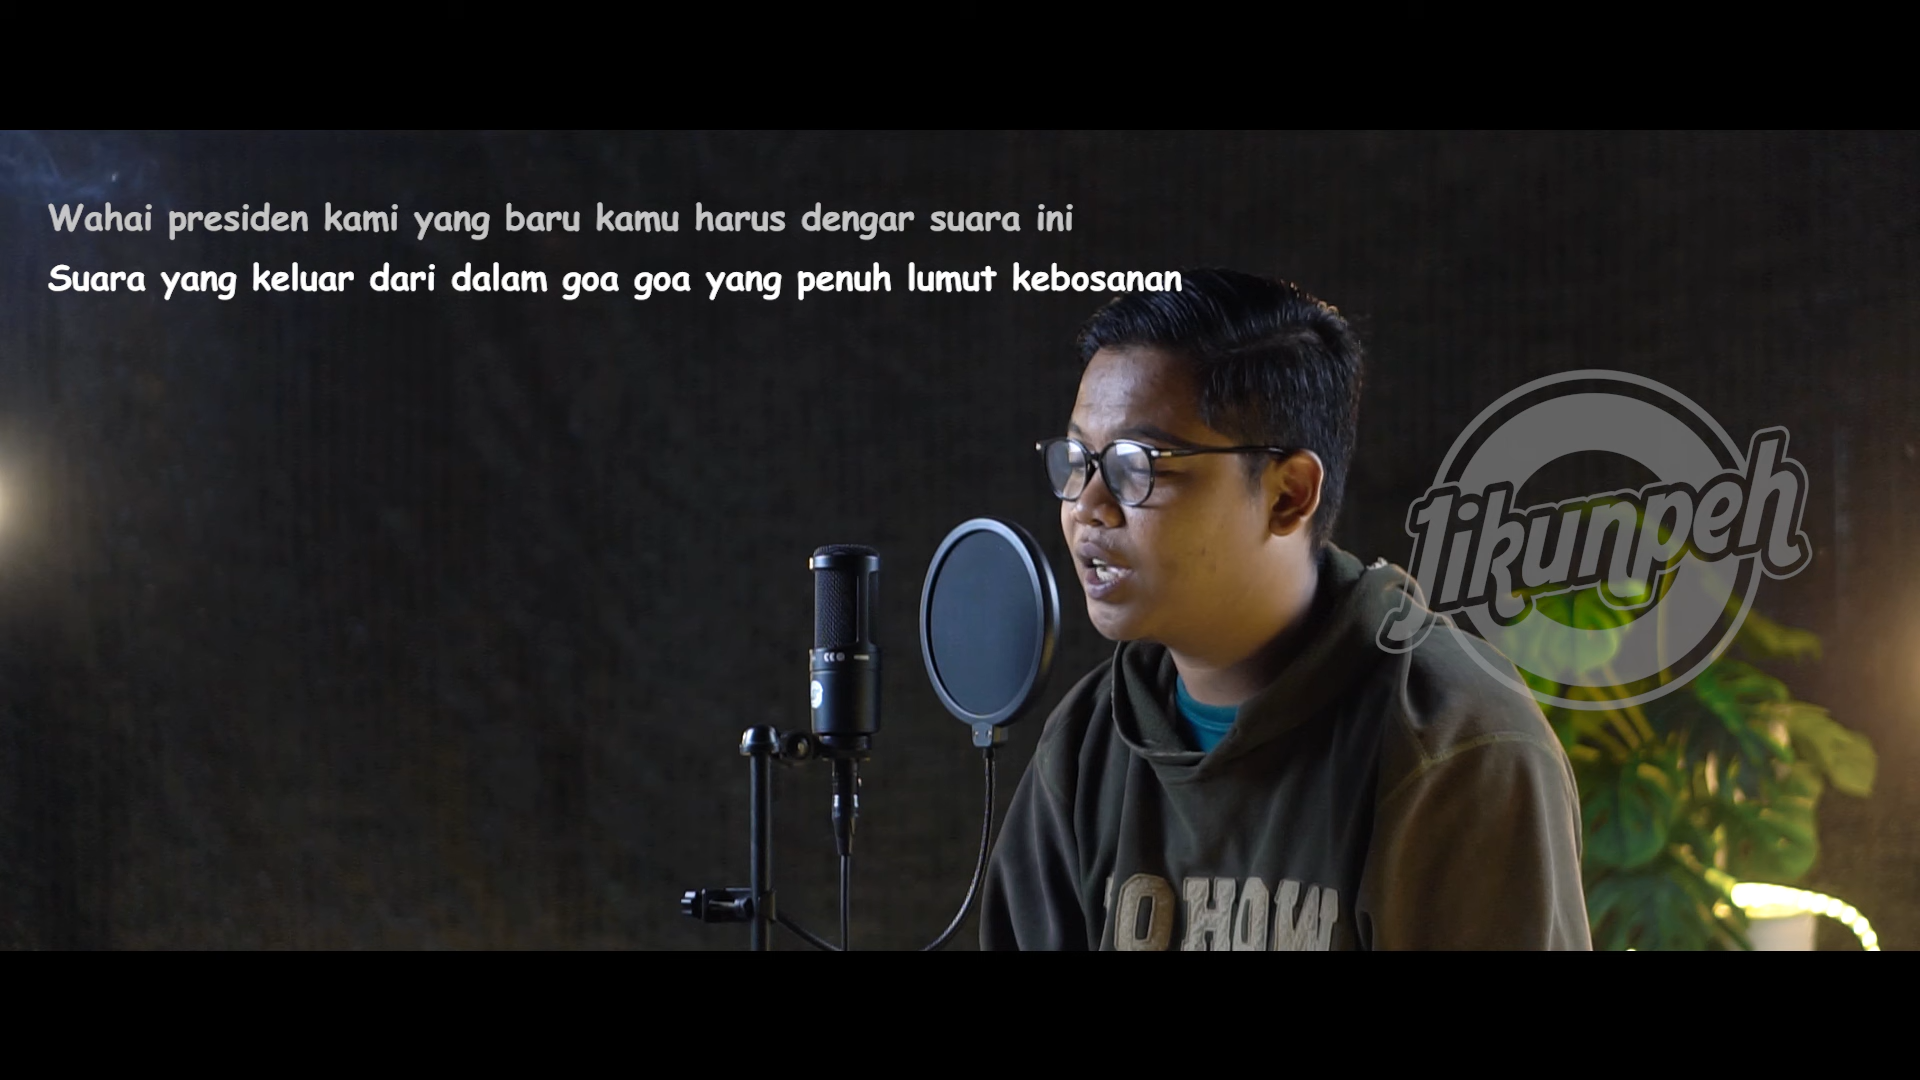 Wahai presiden kami yang baru kamu harus dengar suara ini
Suara yang keluar dari dalam goa goa yang penuh lumut kebosanan
Jikunpeh
OHOW